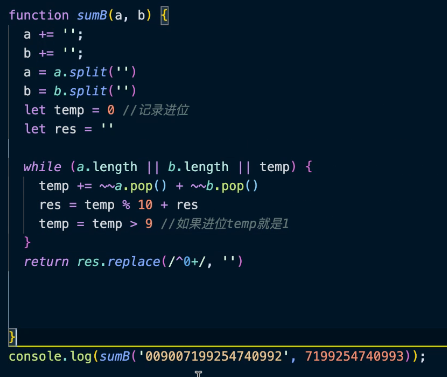 function sumB(a, b) {
a += '';
b += '';
a = a.split('')
b = b.split('')
let temp = 0 //记录进位
let res = ''
while (a.length || b.length || temp) {
temp += ~~a.pop() + ~~b.pop()
res = temp % 10 + res
temp = temp > 9 //如果进位temp就是1
}
return res.replace(/^0+/, '')
}
console.log(sumB('009007199254740992', 7199254740993));